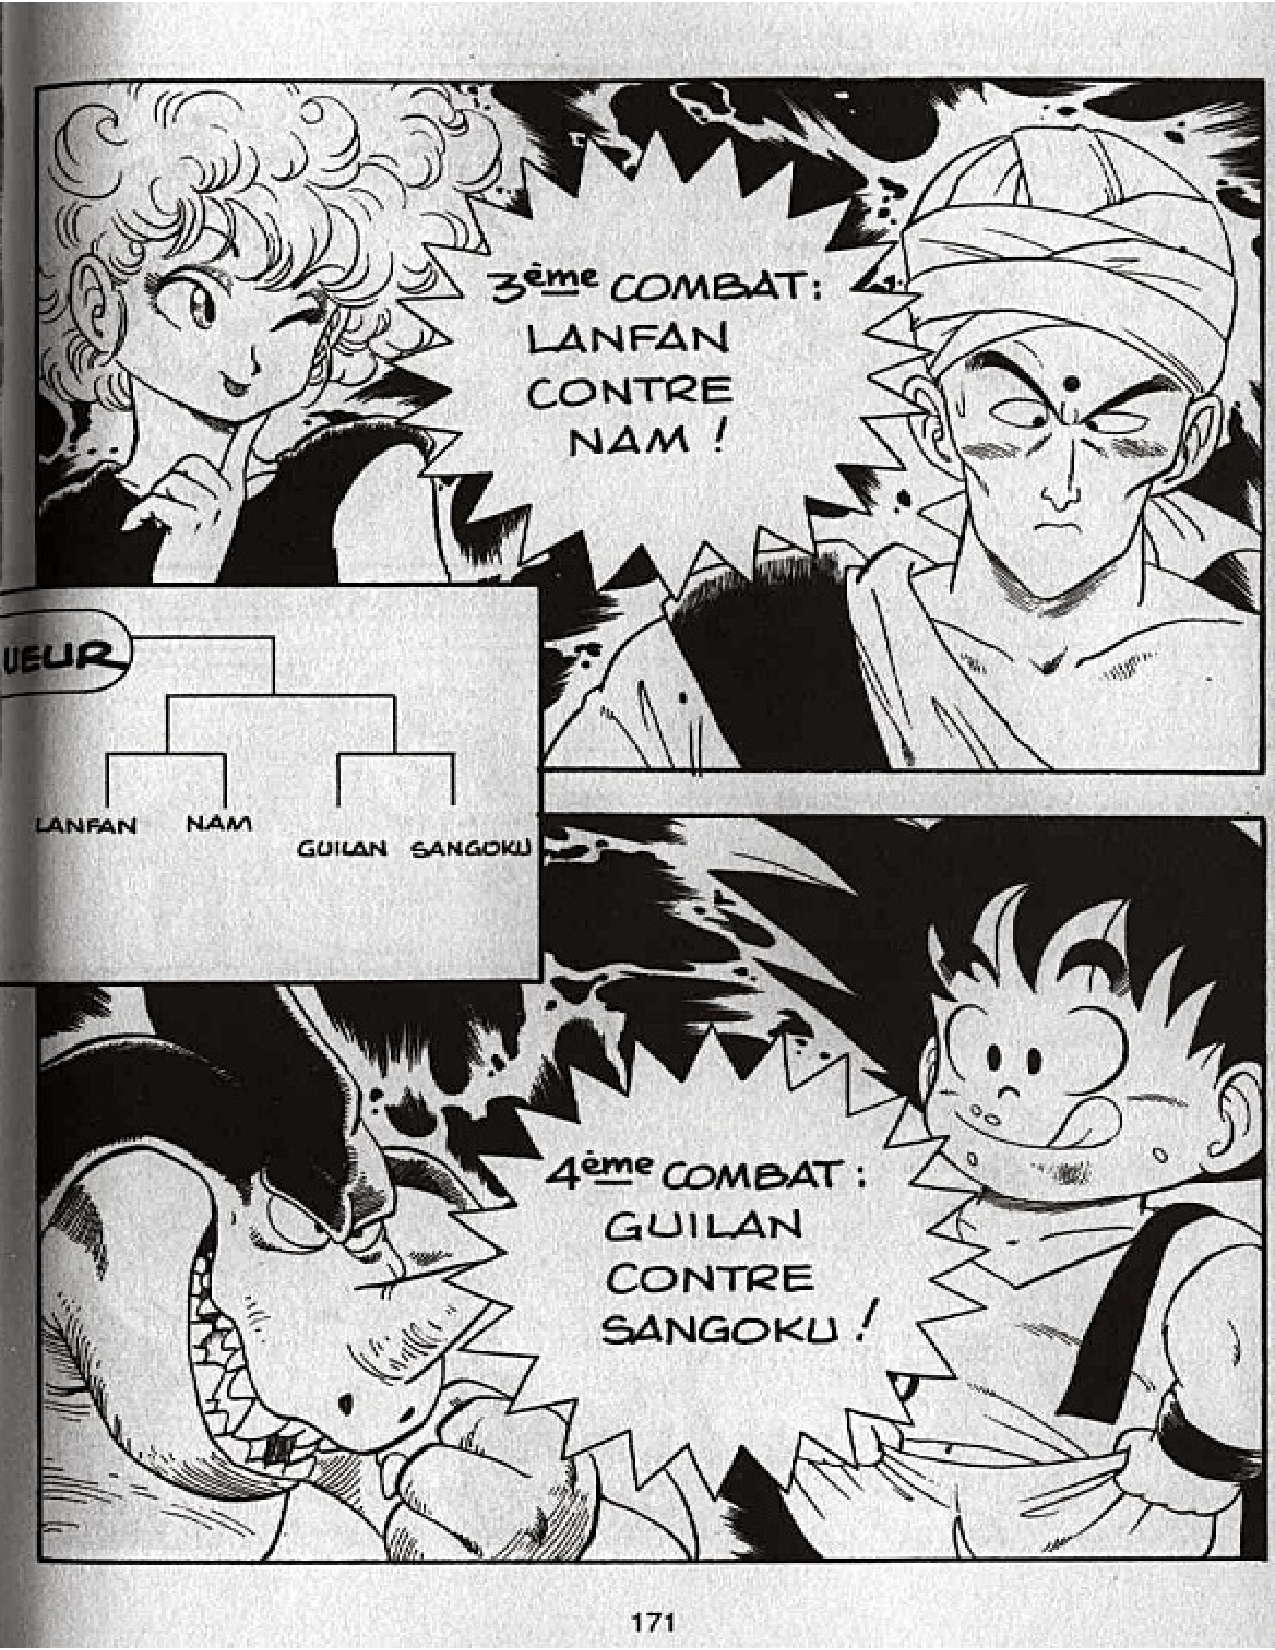 3ème COMBAT:
LANFAN
CONTRE
NAM !
UEUR
LANFAN NAM
GUILAN SANGOKU
4ème COMBAT :
GUILAN
CONTRE
SANGOKU !
171